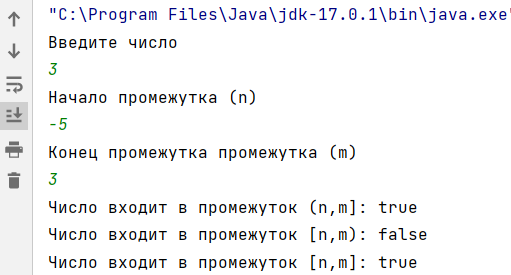 "C:\Program Files\Java\jdk-17.0.1\bin\java.exe"
Введите число
3
Начало промежутка (n)
-5
Конец промежутка промежутка (m)
3
Число входит в промежуток (n,m]: true
Число входит в промежуток [n,m): false
Число входит в промежуток [n,m]: true